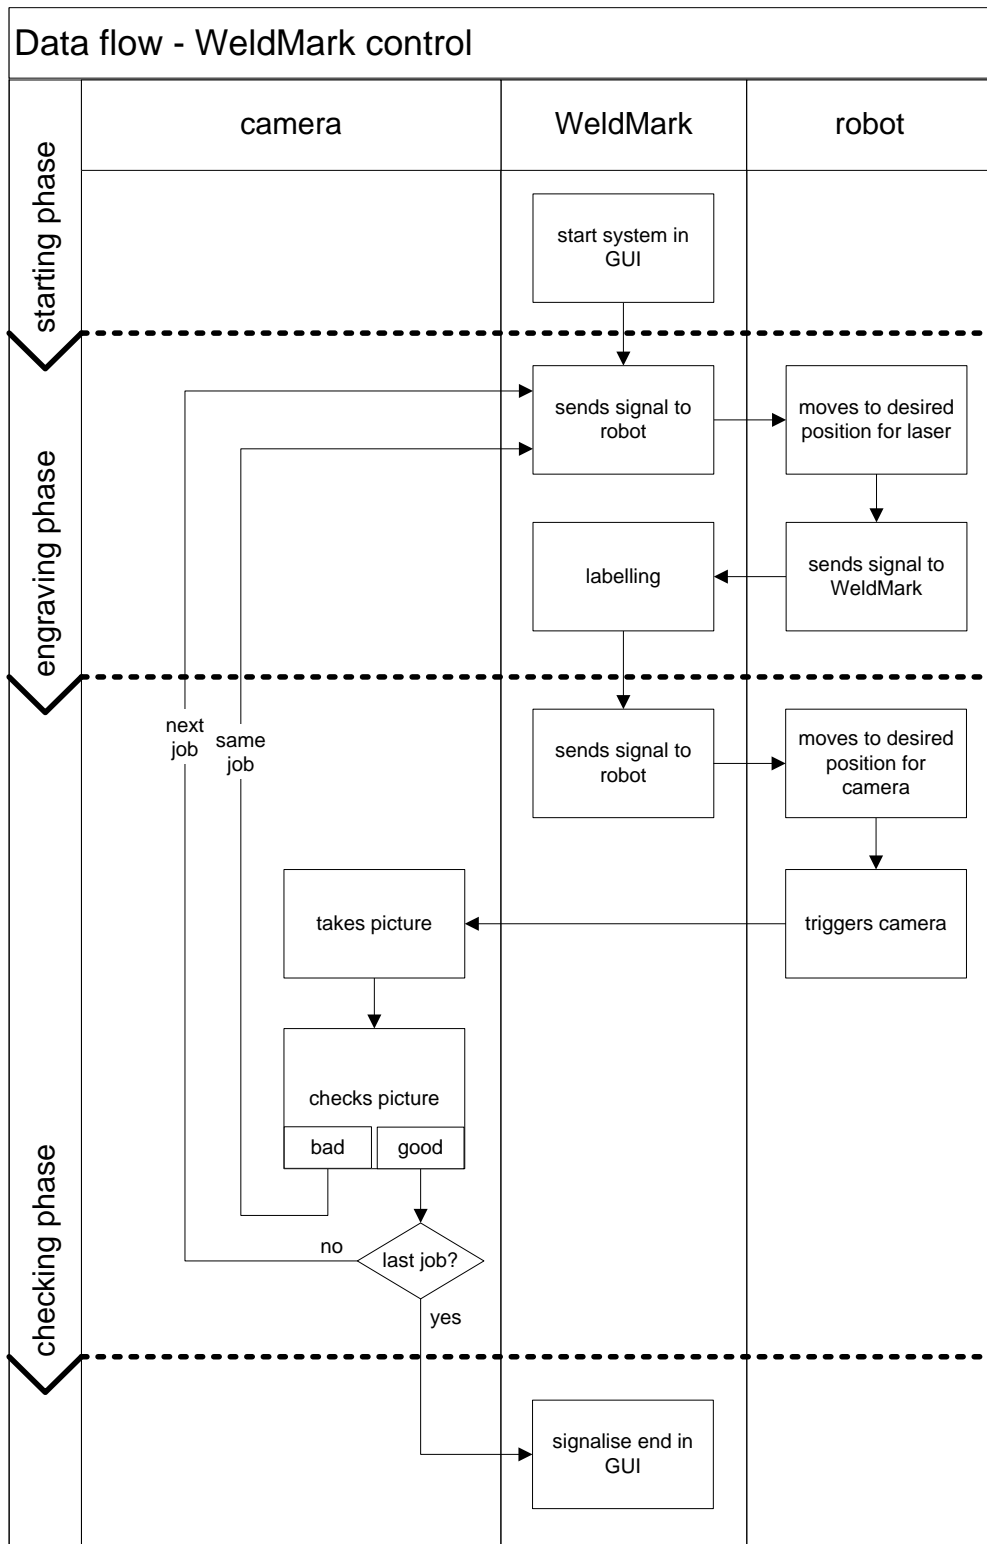 Data flow - WeldMark control
camera
WeldMark
robot
starting phase
start system in
GUI
engraving phase
sends signal to
robot
moves to desired
position for laser
labelling
sends signal to
WeldMark
checking phase
next
job
same
job
sends signal to
robot
moves to desired
position for
camera
takes picture
triggers camera
checks picture
bad
good
no
last job?
yes
signalise end in
GUI